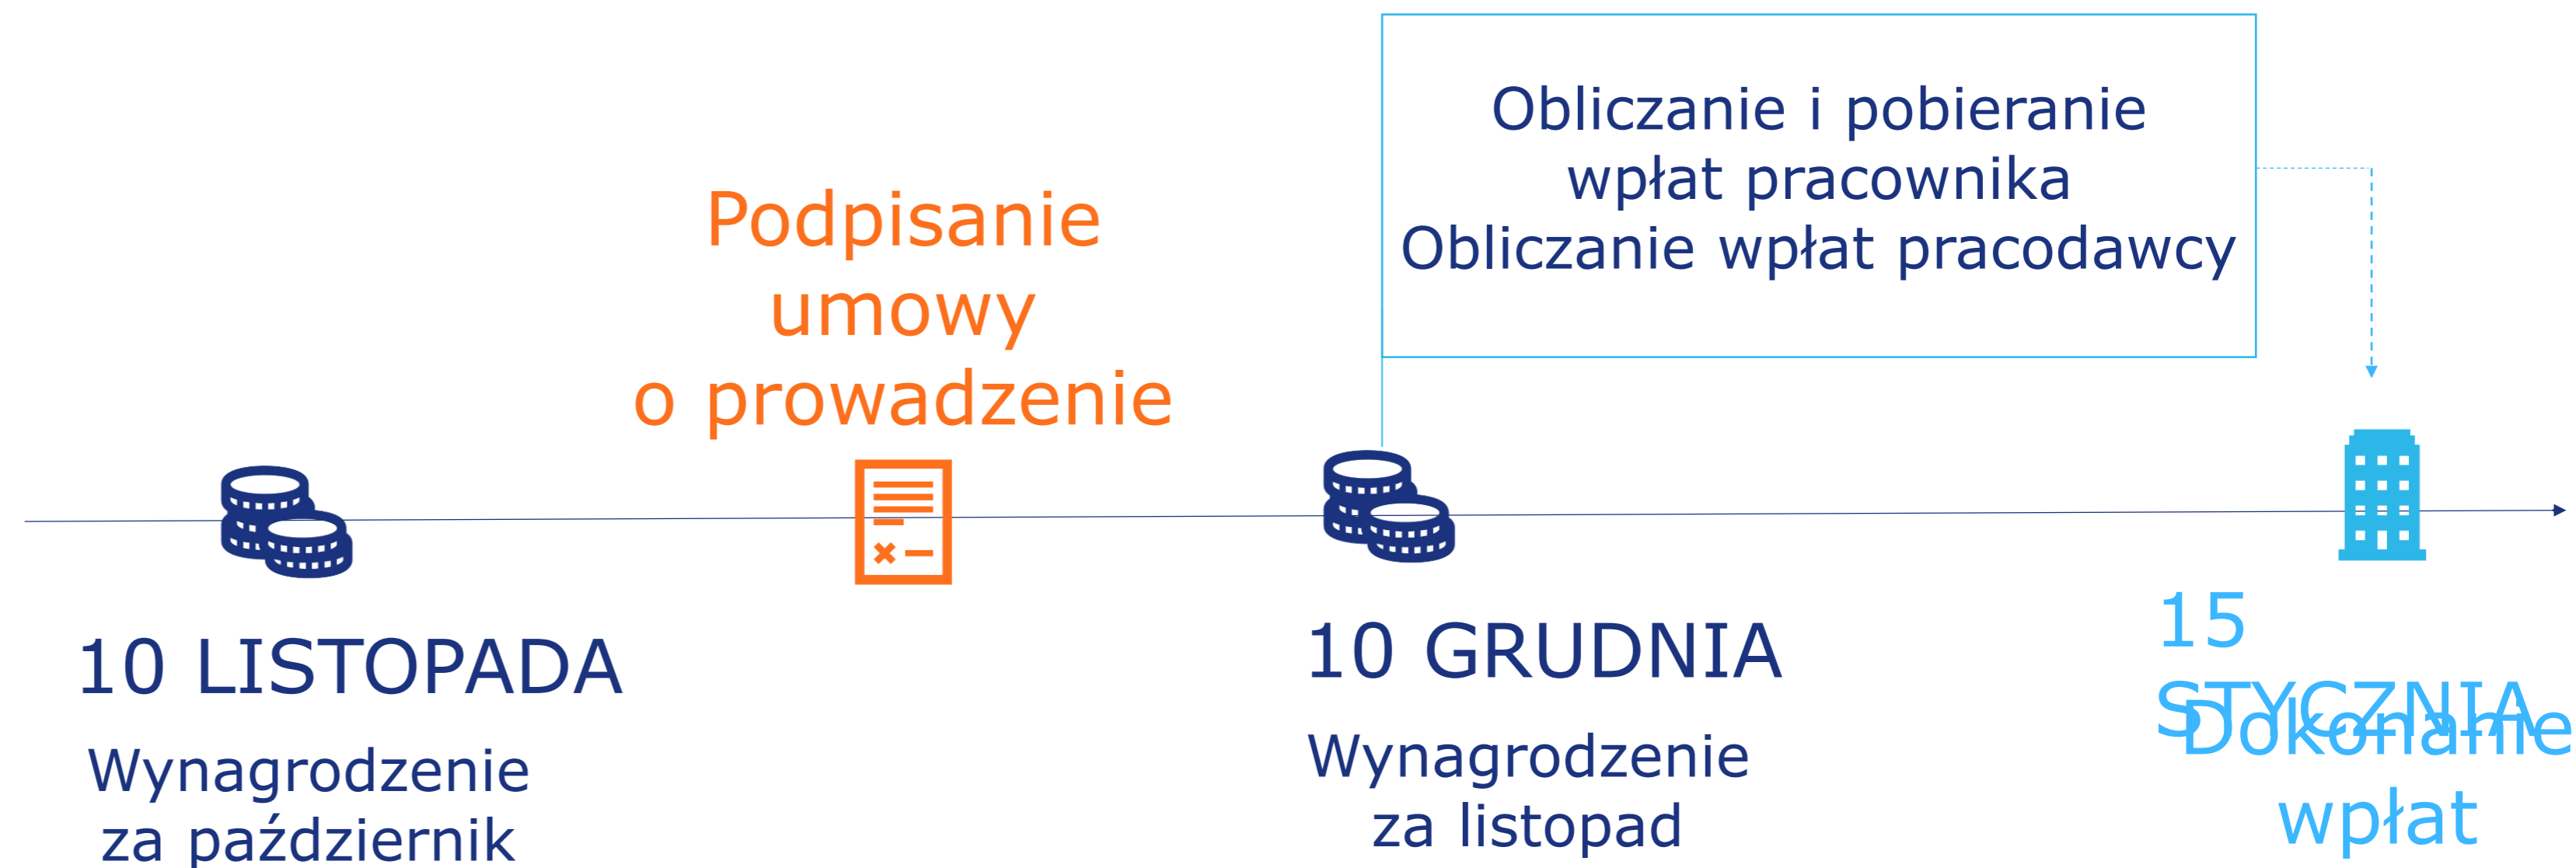 Obliczanie i pobieranie
wpłat pracownika
Obliczanie wpłat pracodawcy
Podpisanie
umowy
o prowadzenie
10 LISTOPADA
Wynagrodzenie
za październik
10 GRUDNIA
Wynagrodzenie
za listopad
15
STYCZNIA
Dokonanie
wpłat